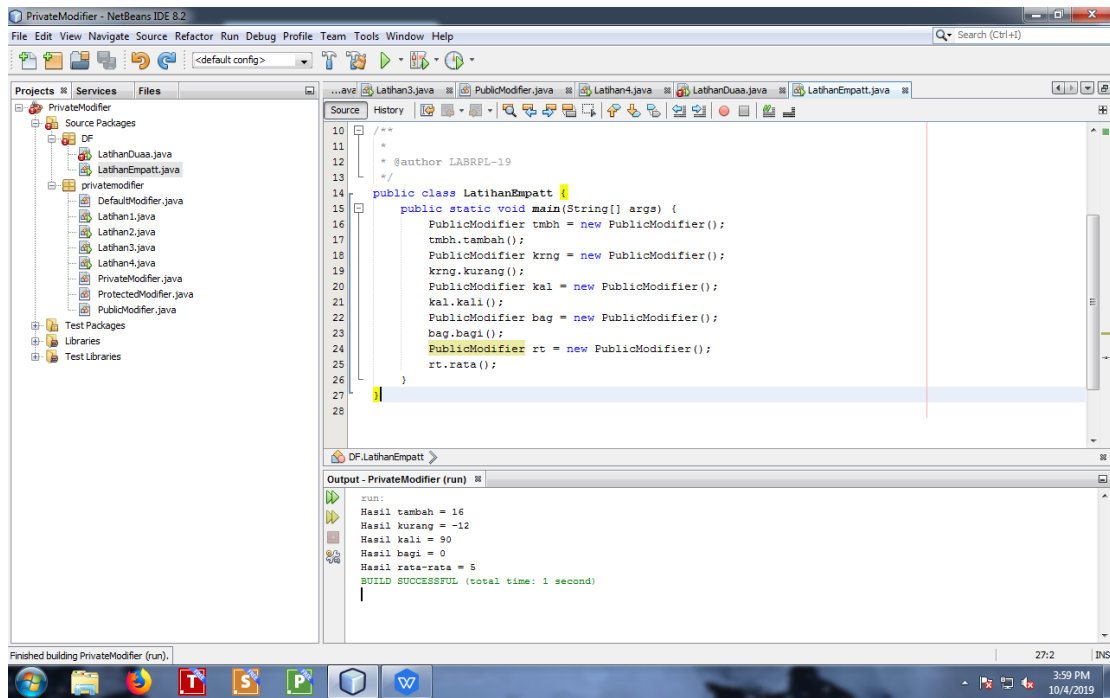 PrivateModifier - NetBeans IDE 8.2
File Edit View Navigate Source Refactor Run Debug Profile Team Tools Window Help
Search (Ctrl+I)
<default config>
Projects Services Files
PrivateModifier
Source Packages
DF
LatihanDuaa.java
LatihanEmpatt.java
privatemodifier
DefaultModifier.java
Latihan1.java
Latihan2.java
Latihan3.java
Latihan4.java
PrivateModifier.java
ProtectedModifier.java
PublicModifier.java
Test Packages
Libraries
Test Libraries
...ava Latihan3.java PublicModifier.java Latihan4.java LatihanDuaa.java LatihanEmpatt.java
Source History
10 /**
11 *
12 * @author LABRPL-19
13 */
14 public class LatihanEmpatt {
15 public static void main(String[] args) {
16 PublicModifier tmbh = new PublicModifier();
17 tmbh.tambah();
18 PublicModifier krng = new PublicModifier();
19 krng.kurang();
20 PublicModifier kal = new PublicModifier();
21 kal.kali();
22 PublicModifier bag = new PublicModifier();
23 bag.bagi();
24 PublicModifier rt = new PublicModifier();
25 rt.rata();
26 }
27 }
28
DF.LatihanEmpatt
Output - PrivateModifier (run)
run:
Hasil tambah = 16
Hasil kurang = -12
Hasil kali = 90
Hasil bagi = 0
Hasil rata-rata = 5
BUILD SUCCESSFUL (total time: 1 second)
Finished building PrivateModifier (run).
27:2 INS
T S P W
3:59 PM
10/4/2019